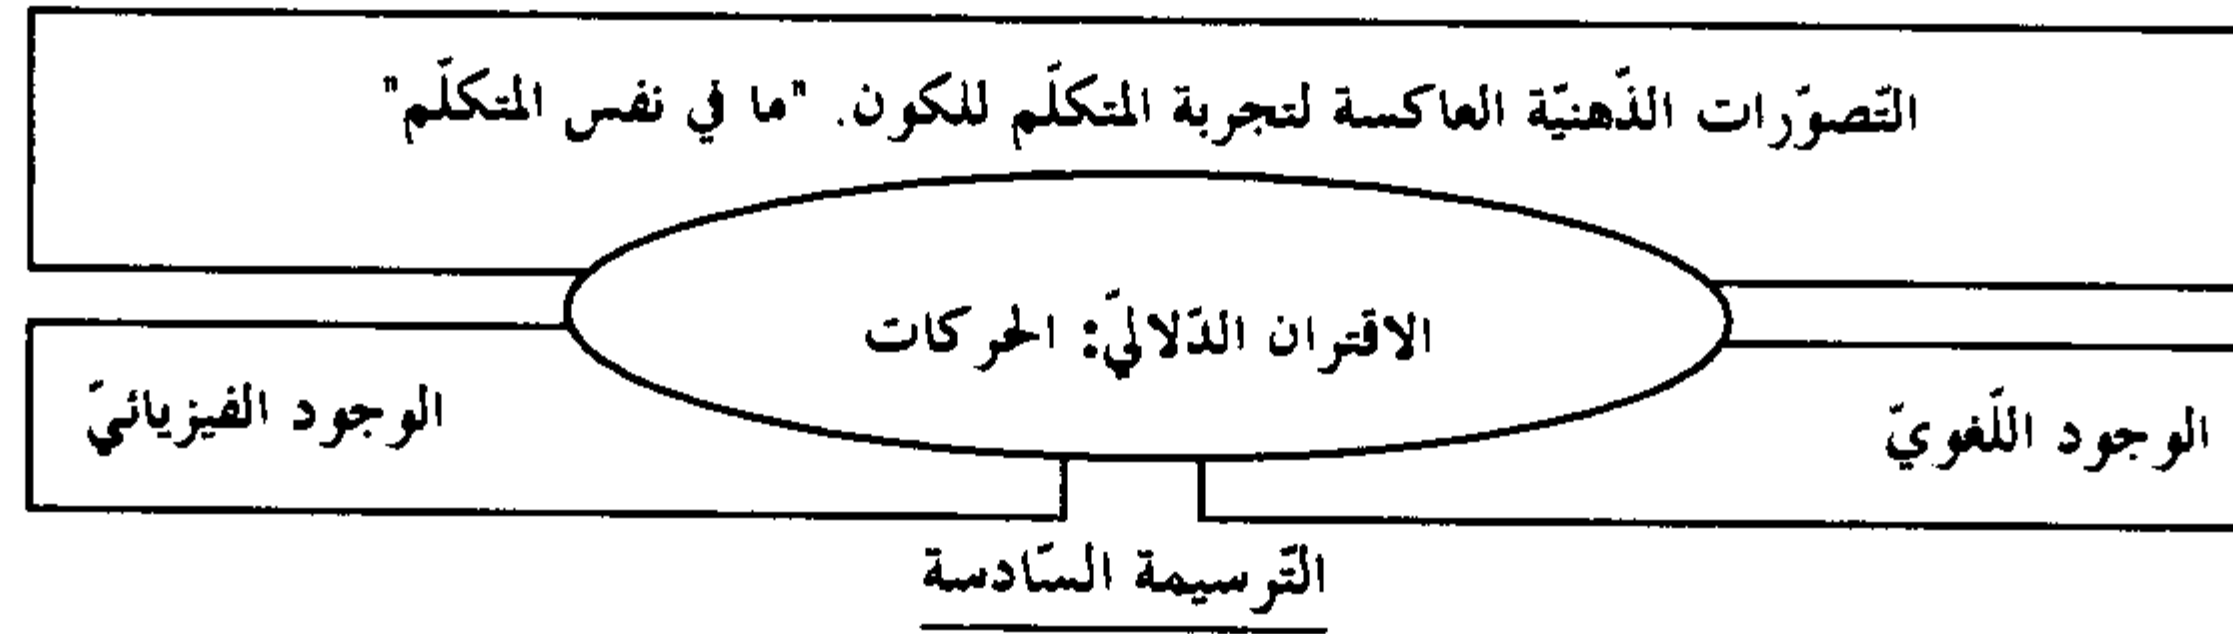 التّصوّرات الذّهنيّة العاكسة لتجربة المتكلّم للكون. "ما في نفس المتكلّم"
الاقتران الدّلاليّ: الحركات
الوجود اللّغويّ
الوجود الفيزيائيّ
التّرسيمة السّادسة